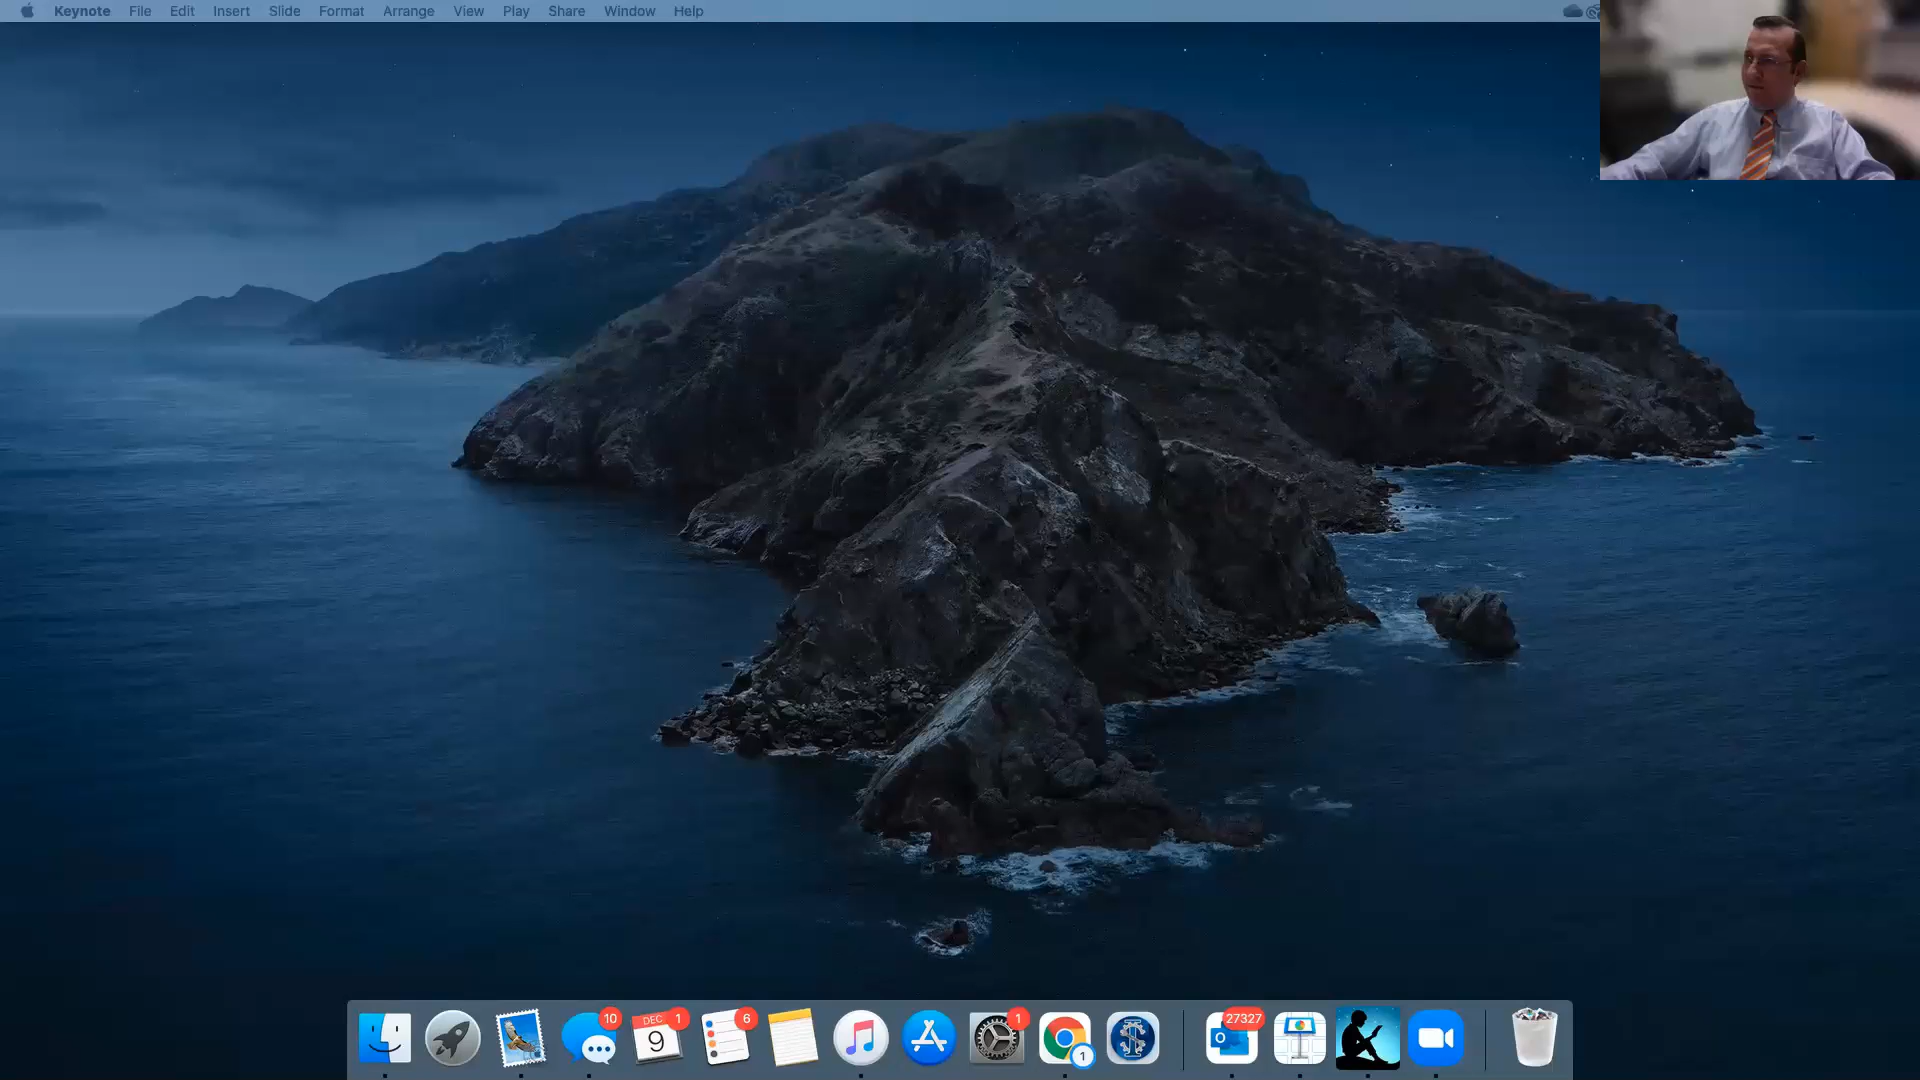 Keynote File Edit Insert Slide Format Arrange View Play Share Window Help
10 DEC 1 6 1 27327
9 1